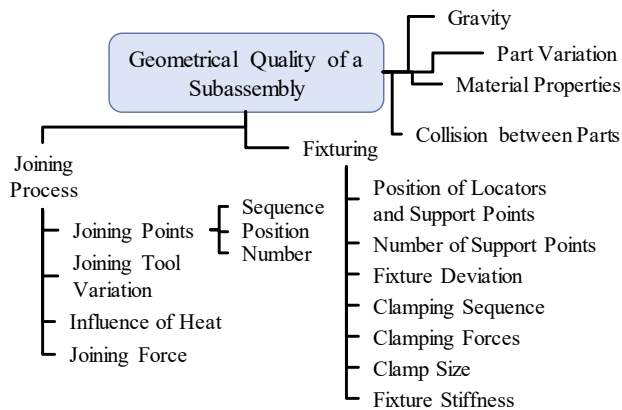 Geometrical Quality of a
Subassembly
Gravity
Part Variation
Material Properties
Collision between Parts
Joining
Process
Joining Points
Sequence
Position
Number
Joining Tool
Variation
Influence of Heat
Joining Force
Fixturing
Position of Locators
and Support Points
Number of Support Points
Fixture Deviation
Clamping Sequence
Clamping Forces
Clamp Size
Fixture Stiffness